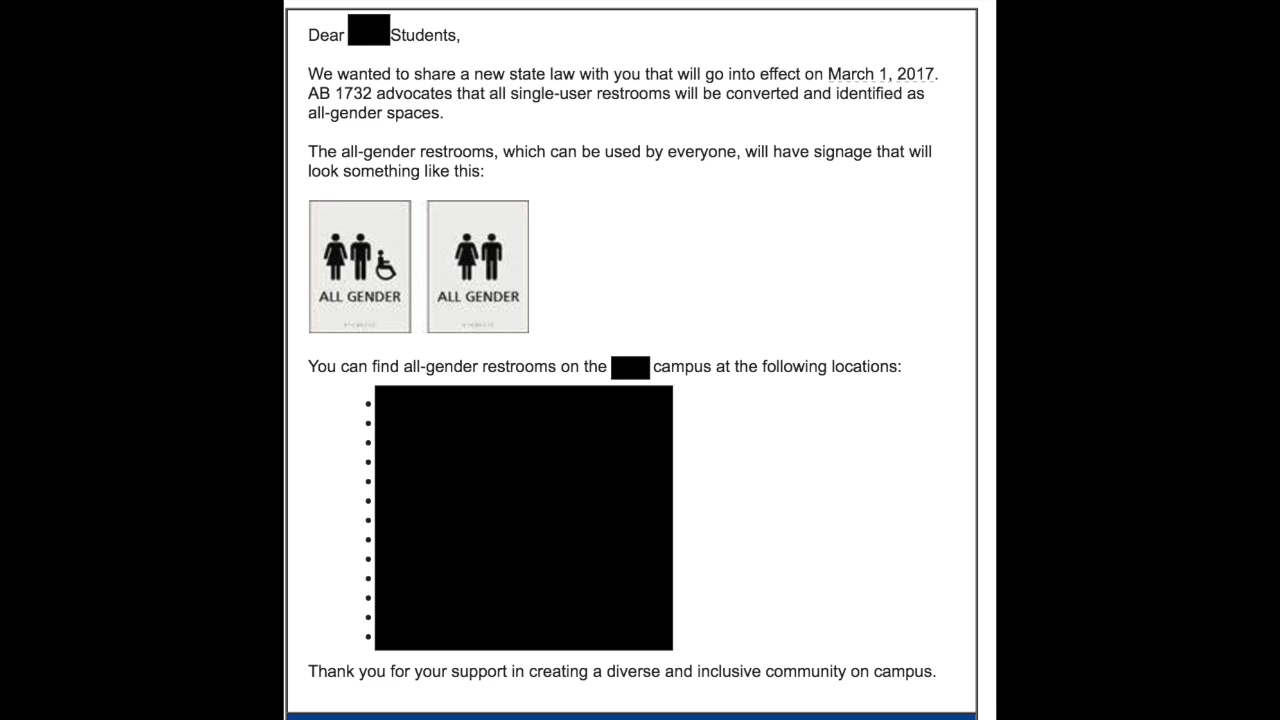 Dear Students,
We wanted to share a new state law with you that will go into effect on March 1, 2017.
AB 1732 advocates that all single-user restrooms will be converted and identified as
all-gender spaces.
The all-gender restrooms, which can be used by everyone, will have signage that will
look something like this:
ALL GENDER
ALL GENDER
You can find all-gender restrooms on the campus at the following locations:
Thank you for your support in creating a diverse and inclusive community on campus.